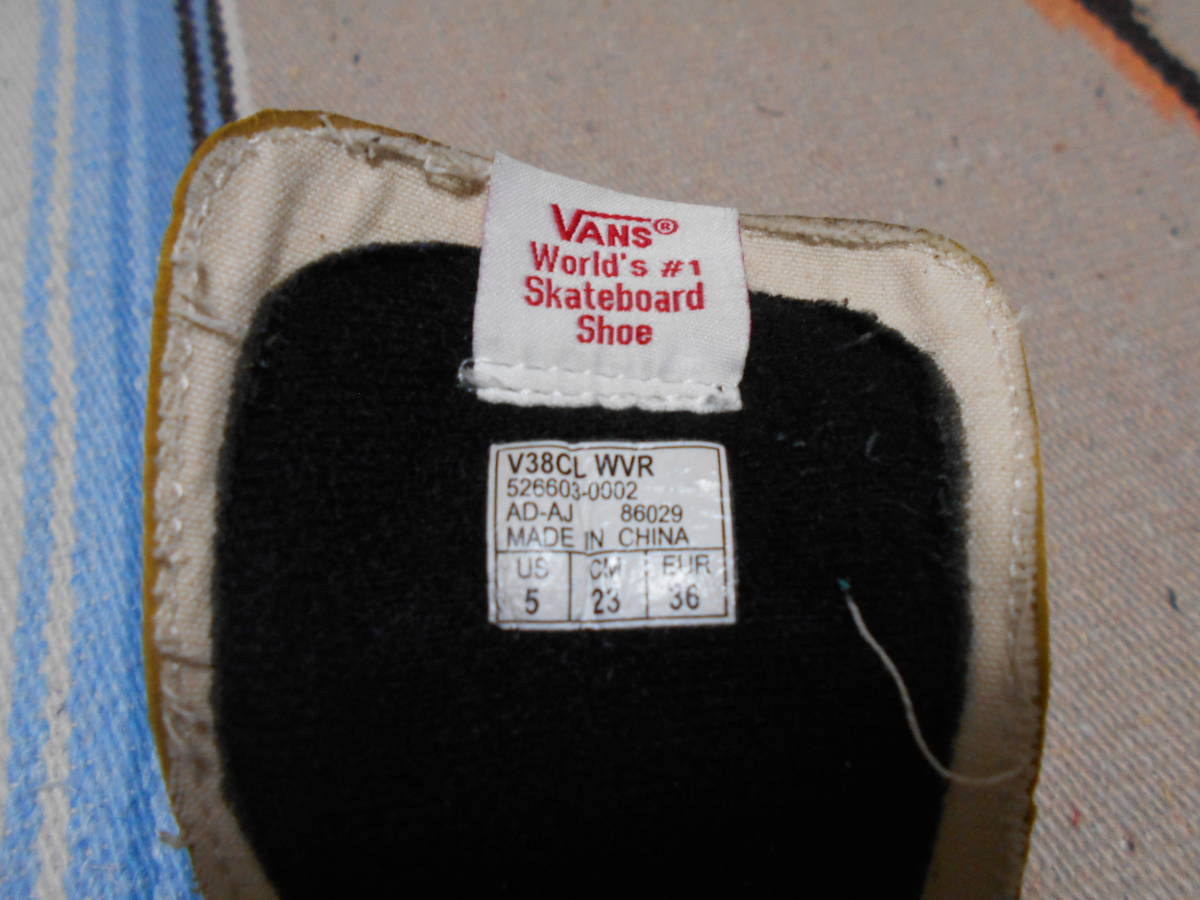 VANS®
World's #1
Skateboard
Shoe
V38CL WVR
526603-0002
AD-AJ 86029
MADE IN CHINA
US CM EUR
5 23 36